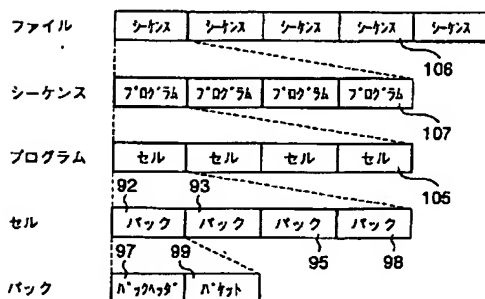 ファイル シーケンス シーケンス シーケンス シーケンス シーケンス
106
シーケンス プログラム プログラム プログラム プログラム
107
プログラム セル セル セル セル
105
92 93
セル パック パック パック パック
97 99 95 98
パック パックヘッダ パケット